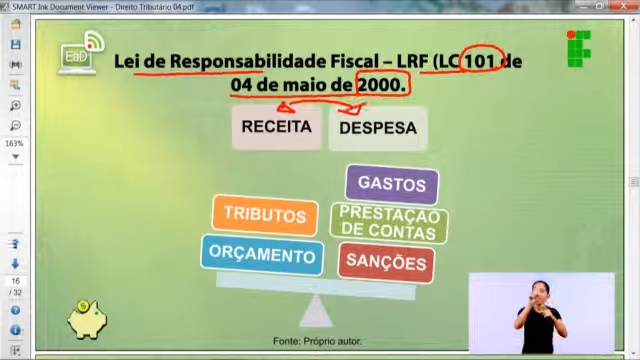 SMART Ink Document Viewer - Direito Tributário 04.pdf
EaD
Lei de Responsabilidade Fiscal – LRF (LC 101 de
04 de maio de 2000.
163%
RECEITA DESPESA
GASTOS
TRIBUTOS
PRESTAÇÃO
DE CONTAS
ORÇAMENTO
SANÇÕES
16
/ 32
Fonte: Próprio autor.